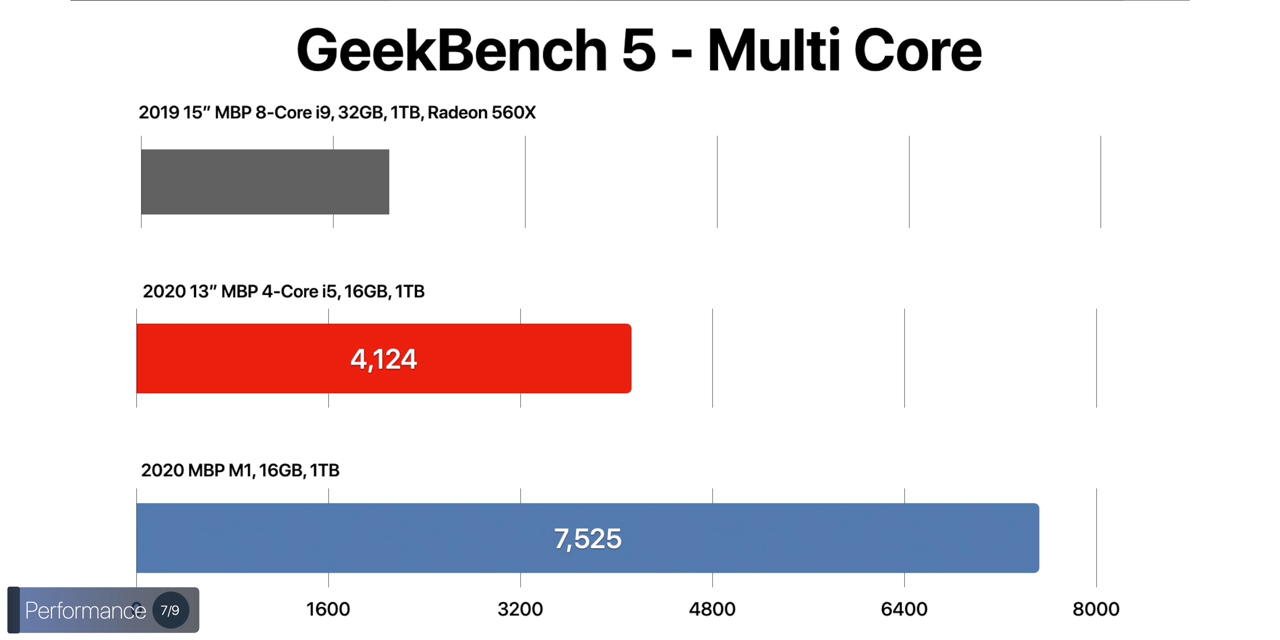 GeekBench 5 - Multi Core
2019 15” MBP 8-Core i9, 32GB, 1TB, Radeon 560X
2020 13” MBP 4-Core i5, 16GB, 1TB
4,124
2020 MBP M1, 16GB, 1TB
7,525
Performance 7/9
0 1600 3200 4800 6400 8000